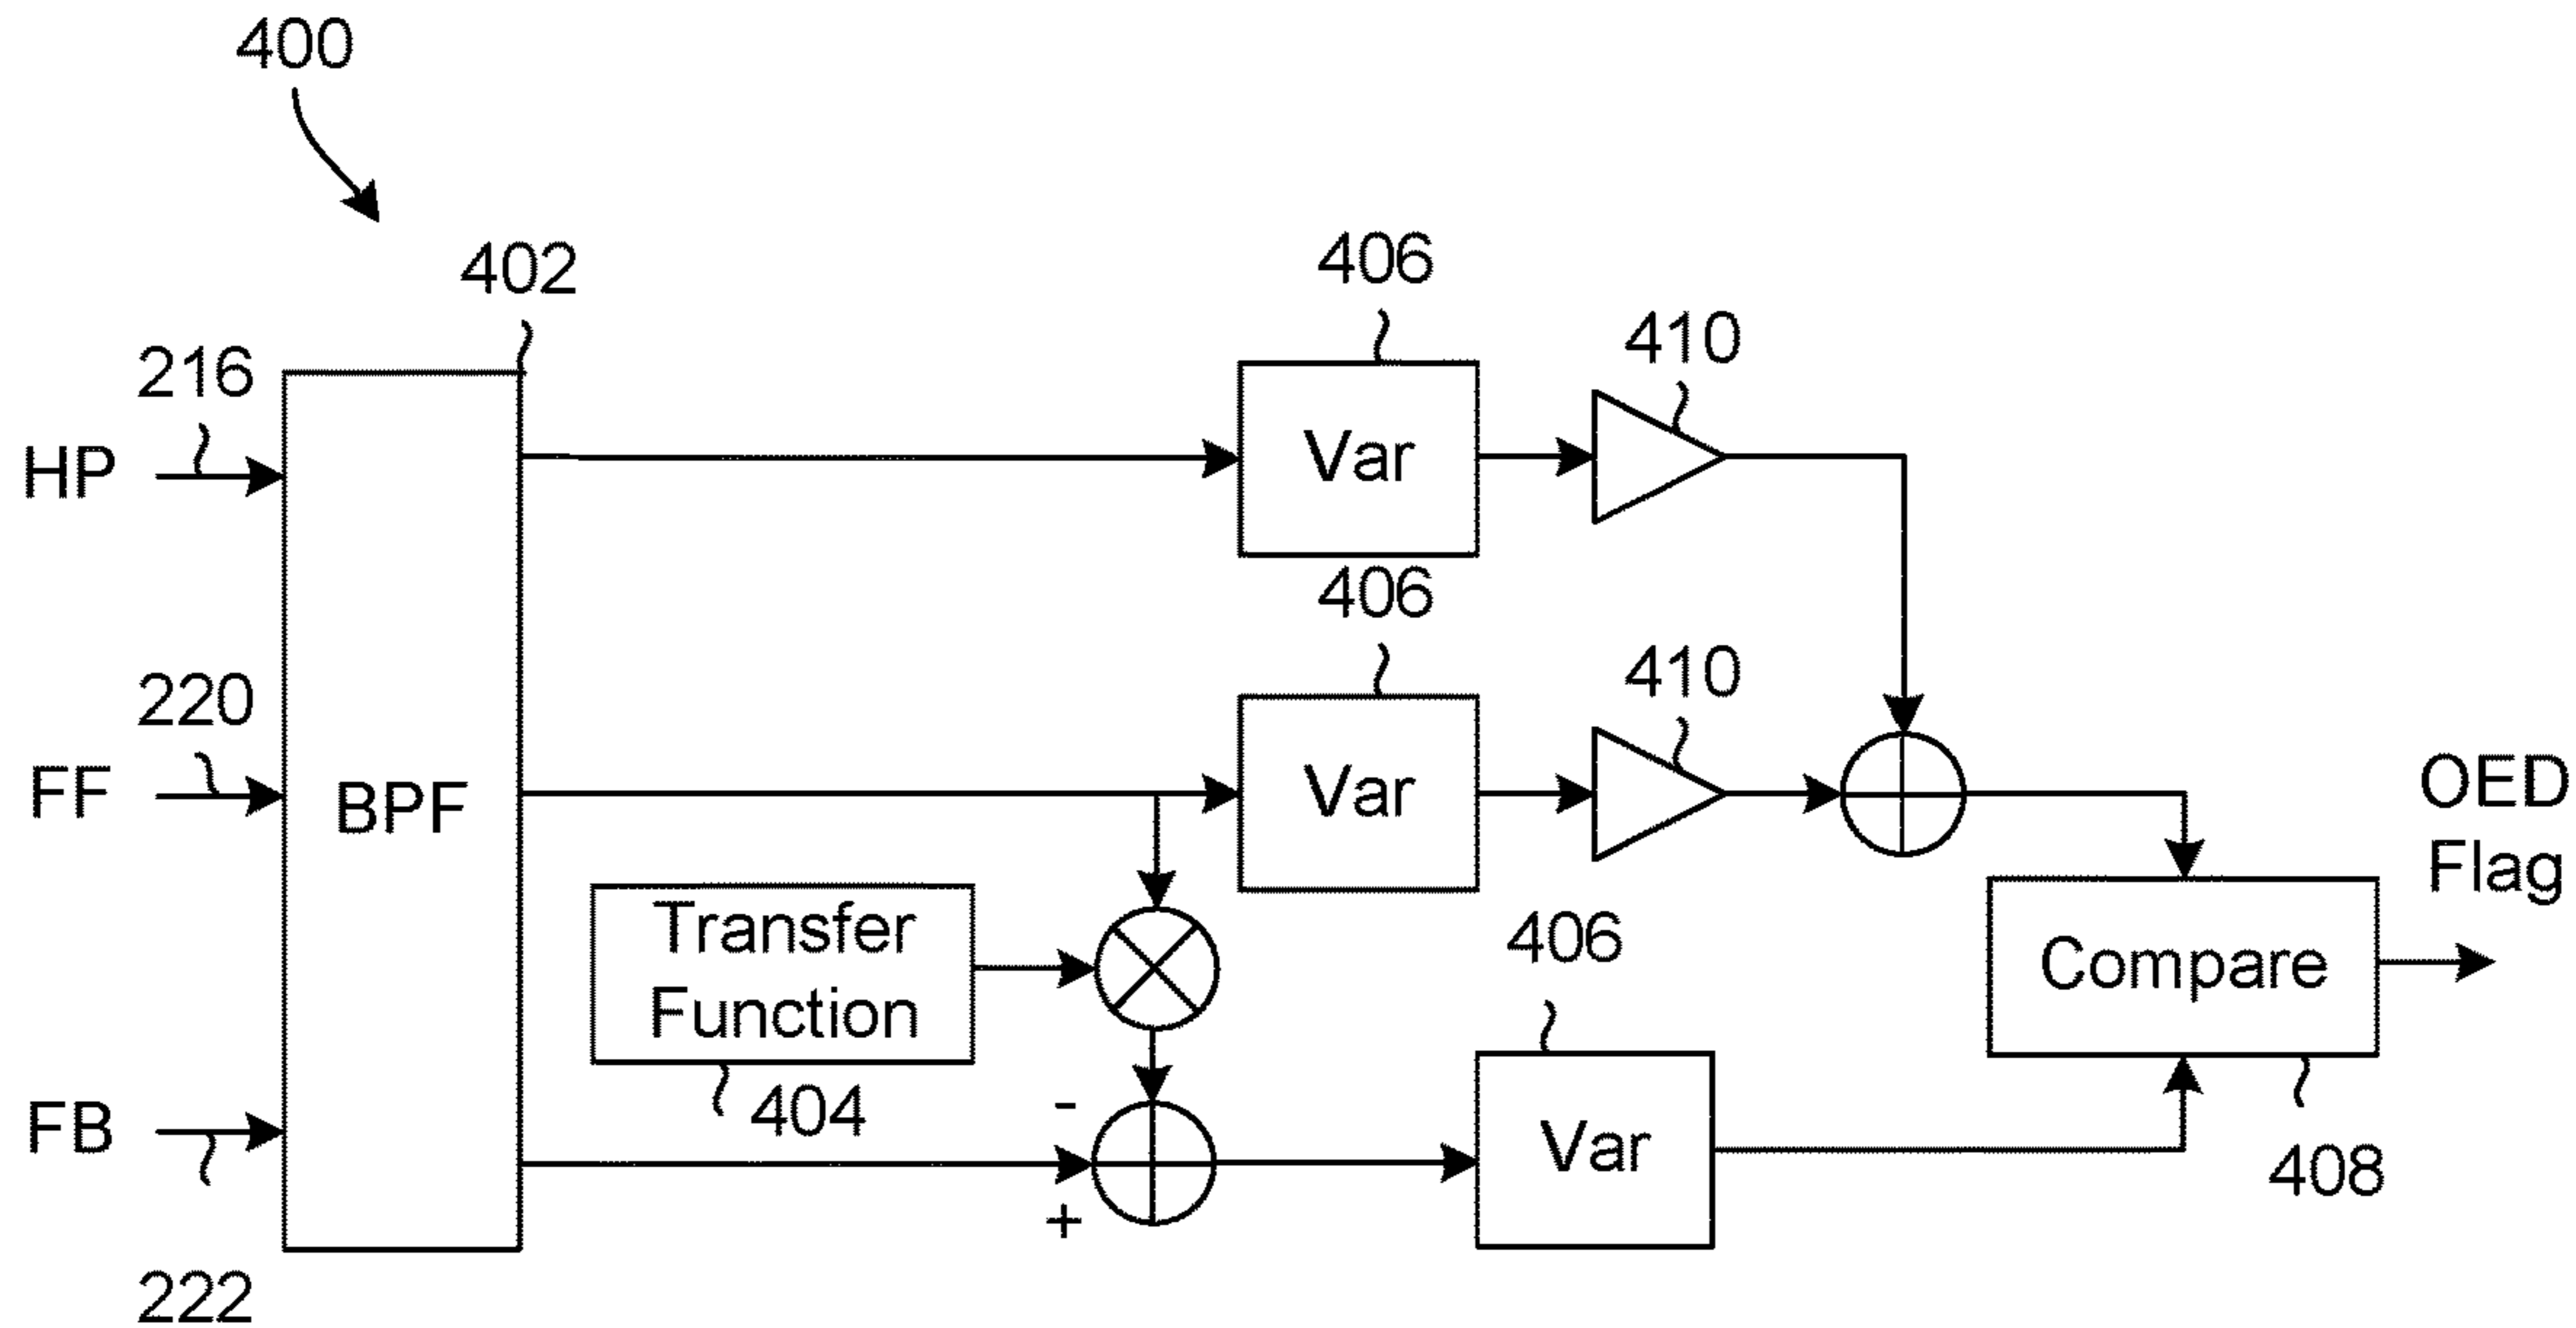 400
402
406
410
216
HP
Var
406
410
220
FF
BPF
Var
OED
Flag
Transfer
Function
404
406
Compare
FB
-
+
Var
408
222